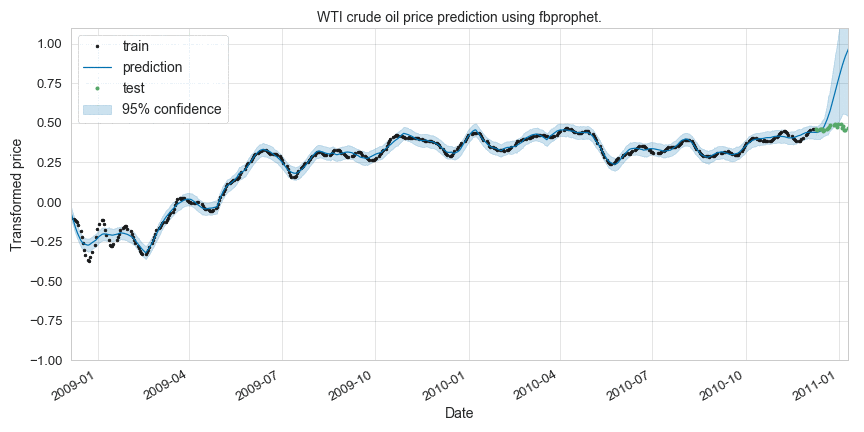 WTI crude oil price prediction using fbprophet.
train
prediction
test
95% confidence
1.00
0.75
0.50
0.25
0.00
−0.25
−0.50
−0.75
−1.00
Transformed price
2009-01
2009-04
2009-07
2009-10
2010-01
2010-04
2010-07
2010-10
2011-01
Date